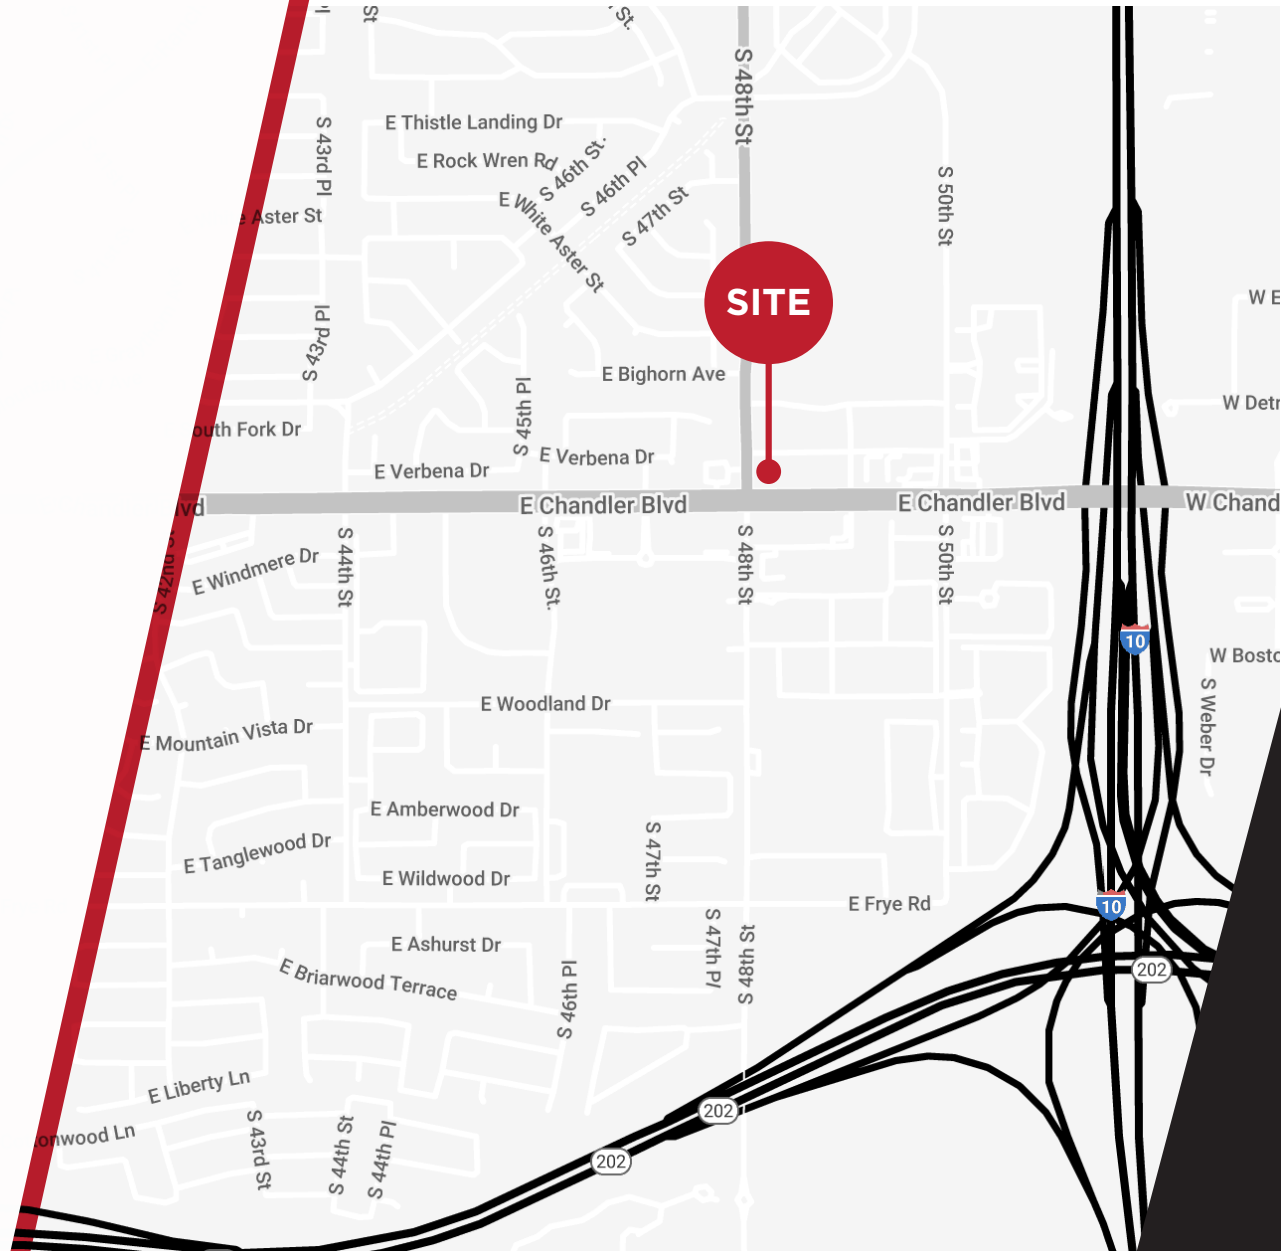 St.
St
S 48th St
E Thistle Landing Dr
S 43rd Pl
E Rock Wren Rd
S 46th St.
S 46th Pl
S 47th St
S 50th St
E White Aster St
Aster St
SITE
W E
S 43rd Pl
E Bighorn Ave
S 45th Pl
W Detr
outh Fork Dr
E Verbena Dr
E Verbena Dr
lvd
E Chandler Blvd
E Chandler Blvd
W Chand
S 42nd St
E Windmere Dr
S 44th St
S 46th St.
S 48th St
S 50th St
10
W Bosto
S Weber Dr
E Woodland Dr
E Mountain Vista Dr
E Amberwood Dr
E Tanglewood Dr
S 47th St
E Wildwood Dr
10
E Frye Rd
S 47th Pl
S 48th St
E Ashurst Dr
202
E Briarwood Terrace
S 46th Pl
E Liberty Ln
202
onwood Ln
S 43rd St
S 44th St
S 44th Pl
202